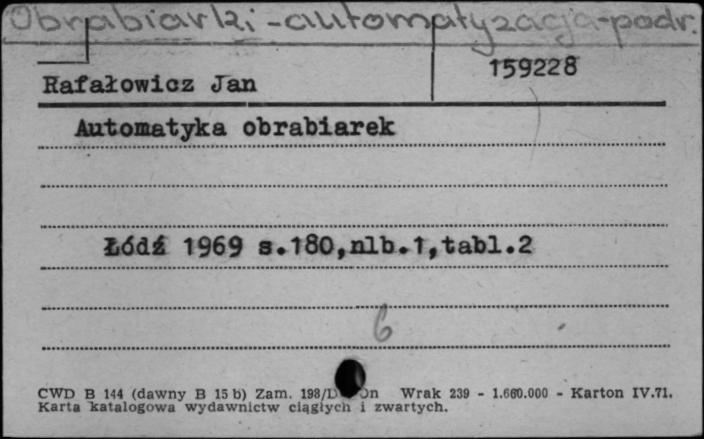 Obrabiarki - automatyzacja - podr.
159228
Rafałowicz Jan
Automatyka obrabiarek
Łódź 1969 s.180,nlb.1,tabl.2
6
CWD B 144 (dawny B 15 b) Zam. 198/D Wrak 239 - 1.660.000 - Karton IV.71.
Karta katalogowa wydawnictw ciągłych i zwartych.